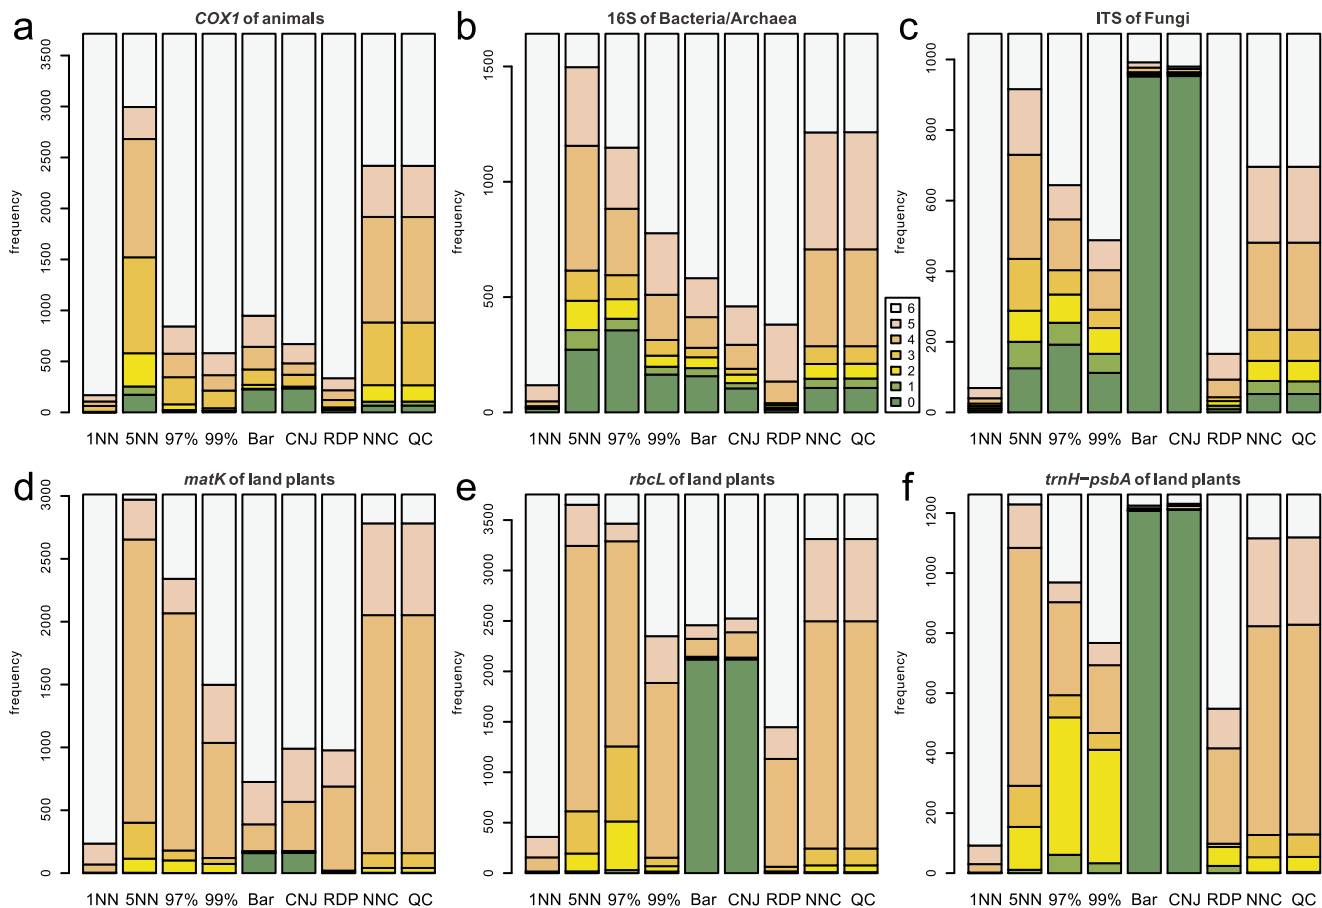 a
COX1 of animals
frequency
3500
3000
2500
2000
1500
1000
500
0
1NN 5NN 97% 99% Bar CNJ RDP NNC QC
b
16S of Bacteria/Archaea
frequency
1500
1000
500
0
1NN 5NN 97% 99% Bar CNJ RDP NNC QC
6
5
4
3
2
1
0
c
ITS of Fungi
frequency
1000
800
600
400
200
0
1NN 5NN 97% 99% Bar CNJ RDP NNC QC
d
matK of land plants
frequency
3000
2500
2000
1500
1000
500
0
1NN 5NN 97% 99% Bar CNJ RDP NNC QC
e
rbcL of land plants
frequency
3500
3000
2500
2000
1500
1000
500
0
1NN 5NN 97% 99% Bar CNJ RDP NNC QC
f
trnH−psbA of land plants
frequency
1200
1000
800
600
400
200
0
1NN 5NN 97% 99% Bar CNJ RDP NNC QC